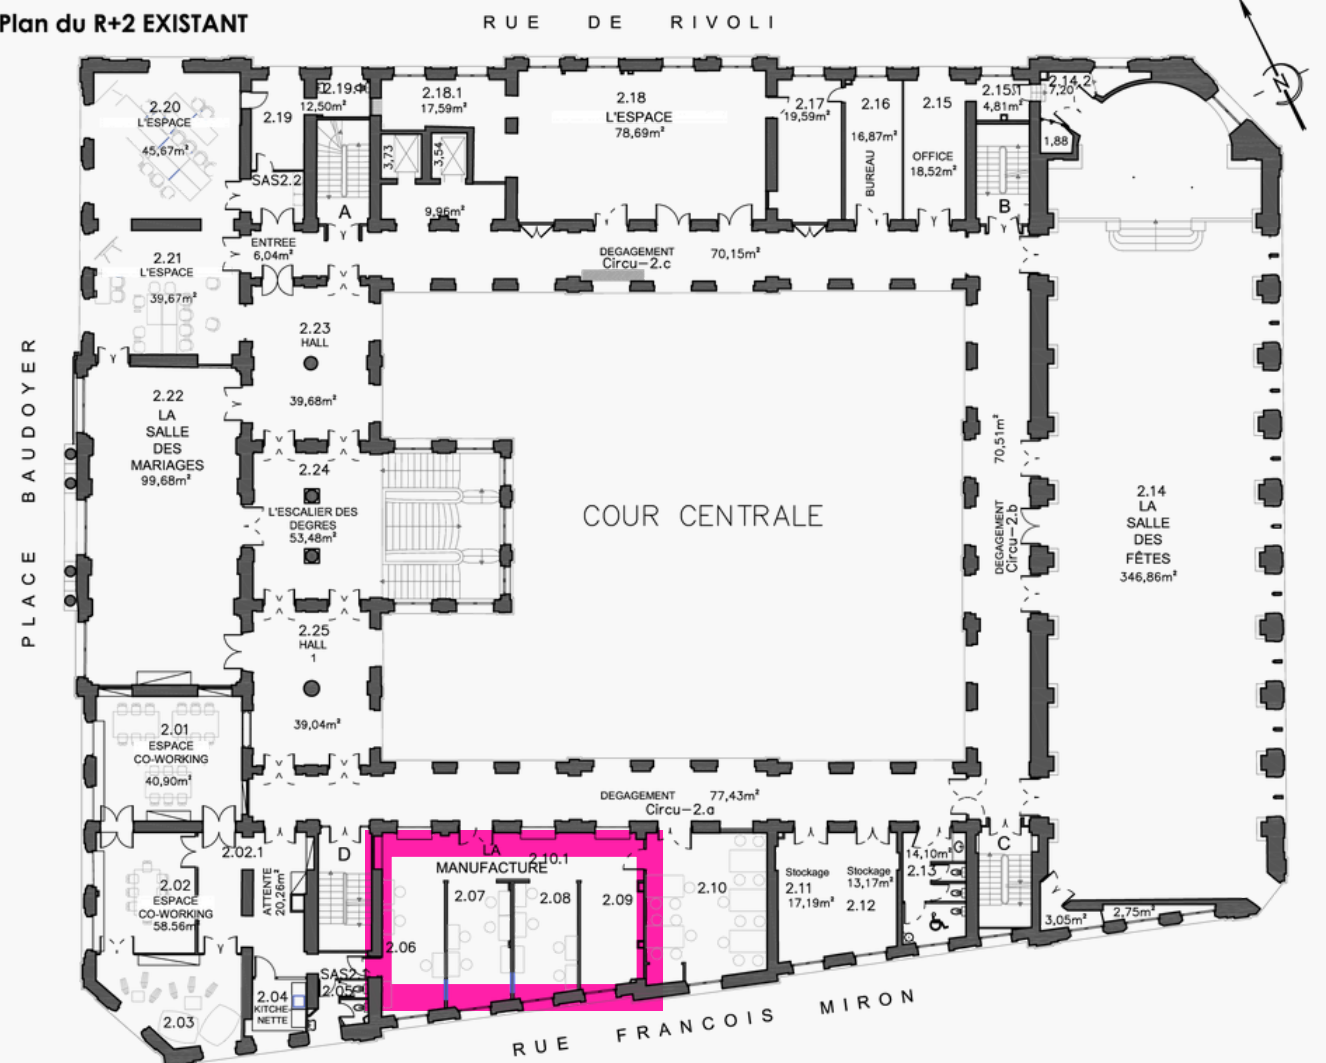 Plan du R+2 EXISTANT
RUE DE RIVOLI
N
2.20
L'ESPACE
45,67m²
2.19
2.19.1
12,50m²
2.18.1
17,59m²
2.18
L'ESPACE
78,69m²
2.17
19,59m²
2.16
16,87m²
BUREAU
2.15
OFFICE
18,52m²
2.15.1
4,81m²
2.14.2
7,20
1,88
3,73
3,54
9,96m²
SAS2.2
A
B
ENTREE
6,04m²
DEGAGEMENT
Circu-2.c
70,15m²
2.21
L'ESPACE
39,67m²
2.23
HALL
39,68m²
PLACE BAUDOYER
2.22
LA
SALLE
DES
MARIAGES
99,68m²
2.24
L'ESCALIER DES
DEGRES
53,48m²
COUR CENTRALE
70,51m²
DEGAGEMENT
Circu-2.b
2.14
LA
SALLE
DES
FÊTES
346,86m²
2.25
HALL
1
39,04m²
2.01
ESPACE
CO-WORKING
40,90m²
DEGAGEMENT
Circu-2.a
77,43m²
2.02.1
ATTENTE
20,26m²
D
2.02
ESPACE
CO-WORKING
58.56m²
LA
MANUFACTURE
2.10.1
2.06
2.07
2.08
2.09
2.10
Stockage
2.11
17,19m²
Stockage
13,17m²
2.12
14,10m²
2.13
C
3,05m²
2,75m²
2.03
2.04
KITCHE-
NETTE
SAS2
2.05
RUE FRANCOIS MIRON